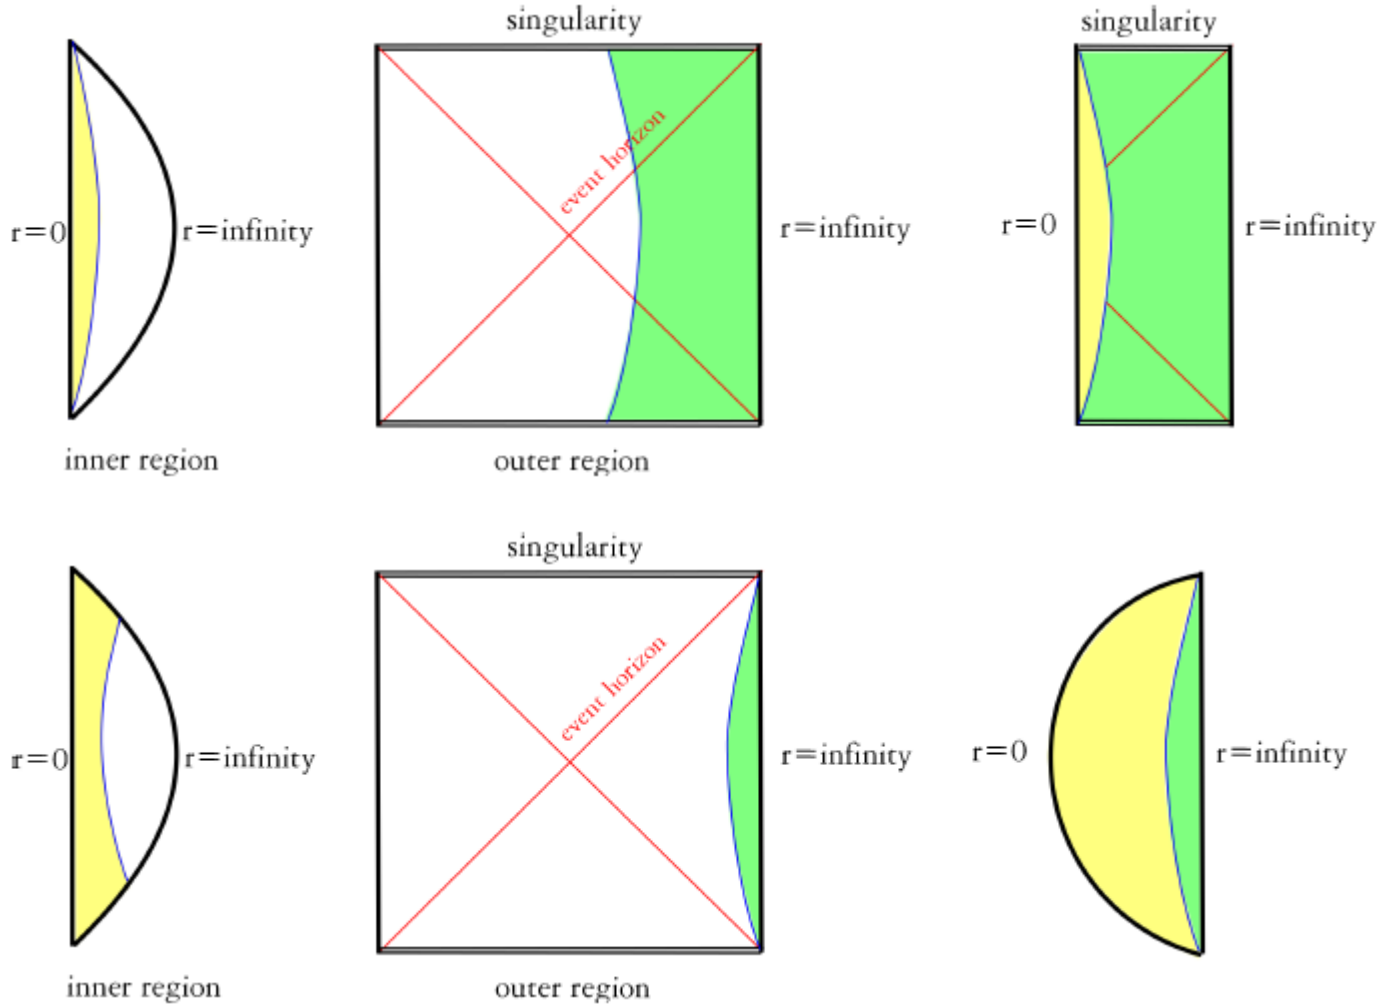 singularity
singularity
event horizon
r=0
r=infinity
r=infinity
r=0
r=infinity
inner region
outer region
singularity
event horizon
r=0
r=infinity
r=infinity
r=0
r=infinity
inner region
outer region